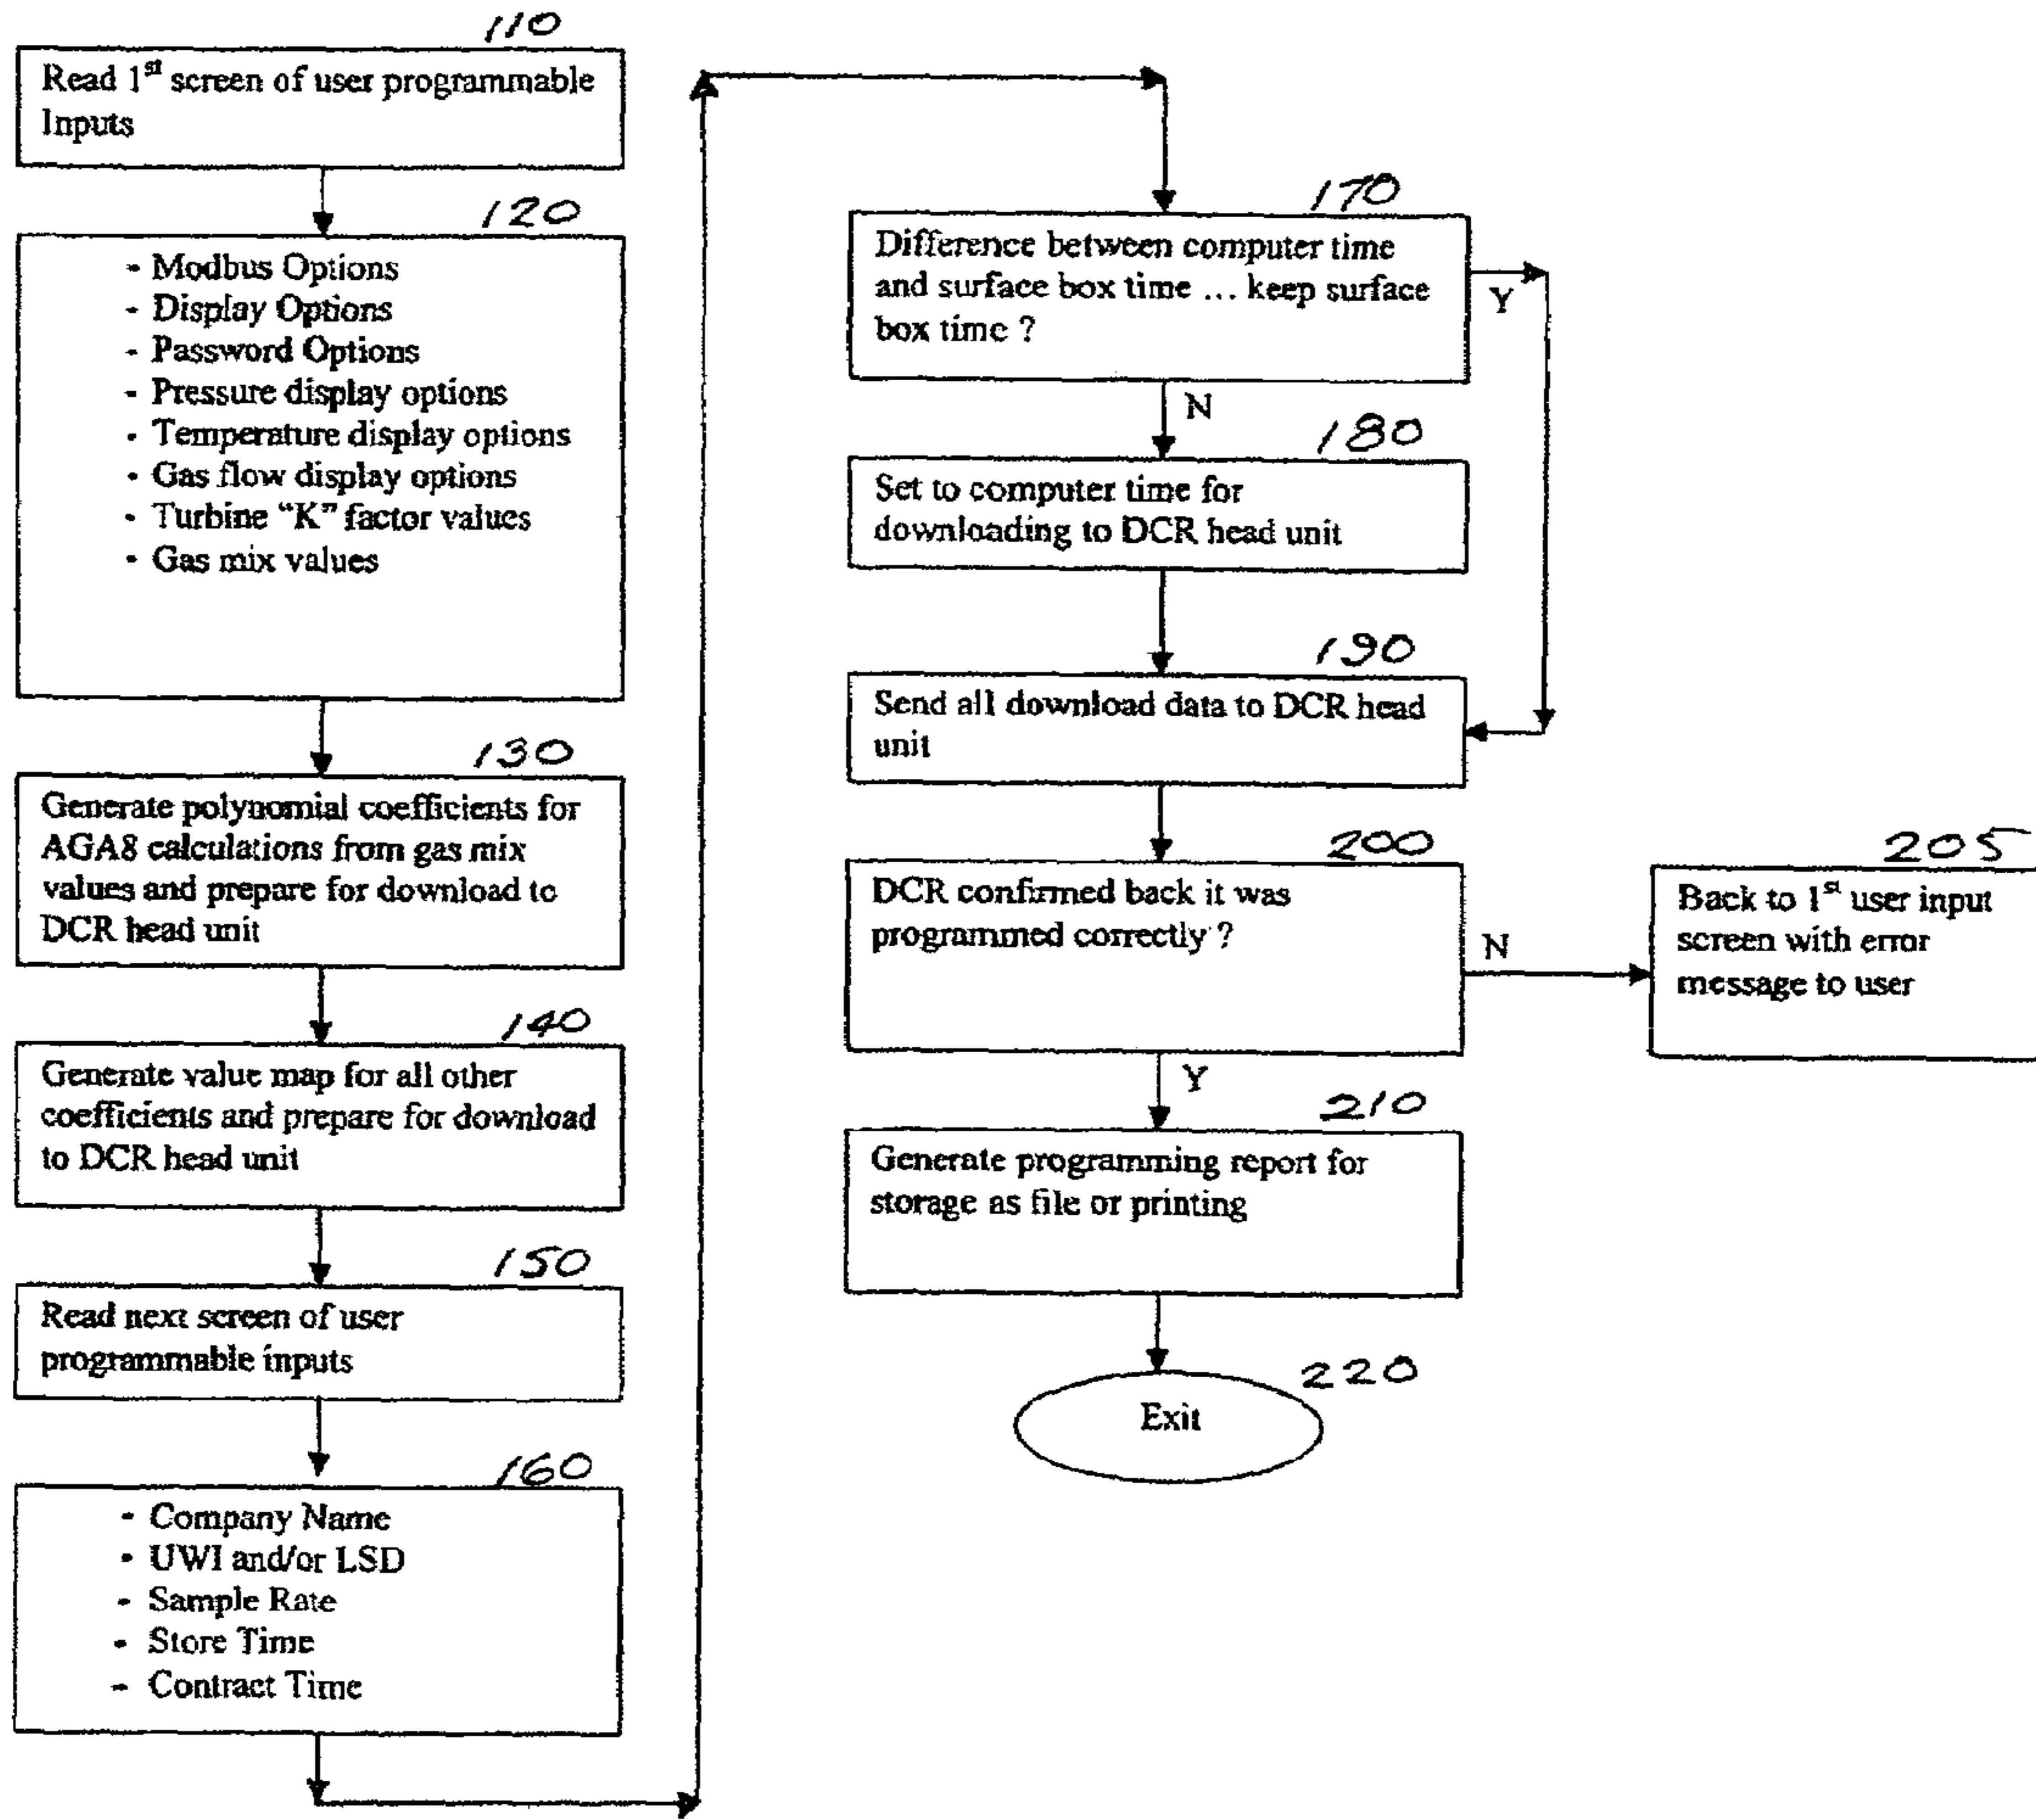 110
Read 1st screen of user programmable
Inputs
120
- Modbus Options
- Display Options
- Password Options
- Pressure display options
- Temperature display options
- Gas flow display options
- Turbine “K” factor values
- Gas mix values
130
Generate polynomial coefficients for
AGA8 calculations from gas mix
values and prepare for download to
DCR head unit
140
Generate value map for all other
coefficients and prepare for download
to DCR head unit
150
Read next screen of user
programmable inputs
160
- Company Name
- UWI and/or LSD
- Sample Rate
- Store Time
- Contract Time
170
Difference between computer time
and surface box time ... keep surface
box time ?
Y
N
180
Set to computer time for
downloading to DCR head unit
190
Send all download data to DCR head
unit
200
DCR confirmed back it was
programmed correctly ?
N
205
Back to 1st user input
screen with error
message to user
Y
210
Generate programming report for
storage as file or printing
220
Exit